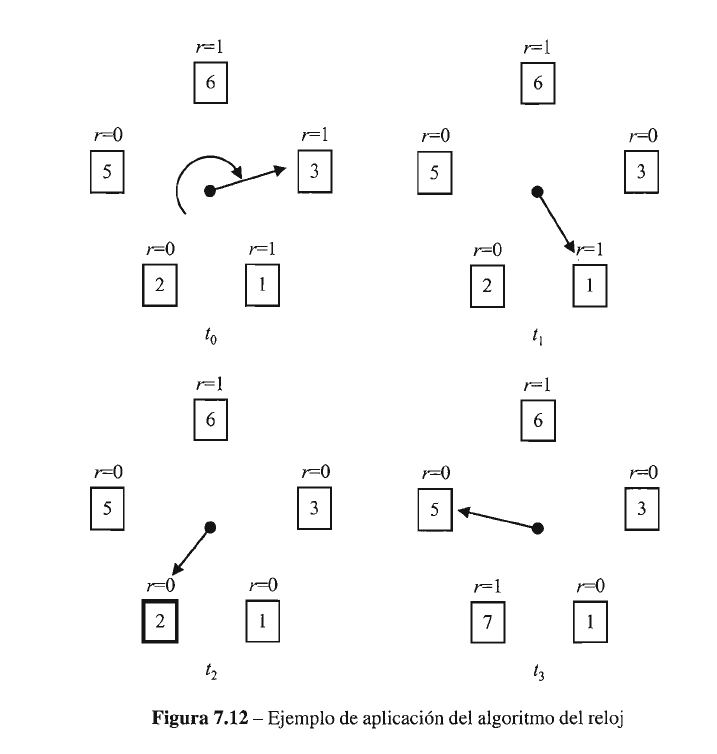 r=1
6
r=0
r=1
5
3
r=0
r=1
2
1
t0
r=1
6
r=0
r=0
5
3
r=0
r=1
2
1
t1
r=1
6
r=0
r=0
5
3
r=0
r=0
2
1
t2
r=1
6
r=0
r=0
5
3
r=1
r=0
7
1
t3
Figura 7.12 – Ejemplo de aplicación del algoritmo del reloj